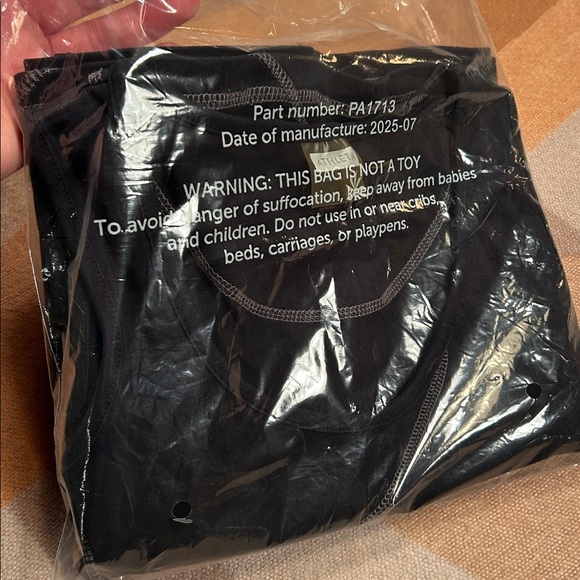 Part number: PA1713
Date of manufacture: 2025-07
ATHLETA
WARNING: THIS BAG IS NOT A TOY
To avoid danger of suffocation, keep away from babies
and children. Do not use in or near cribs,
beds, carriages, or playpens.